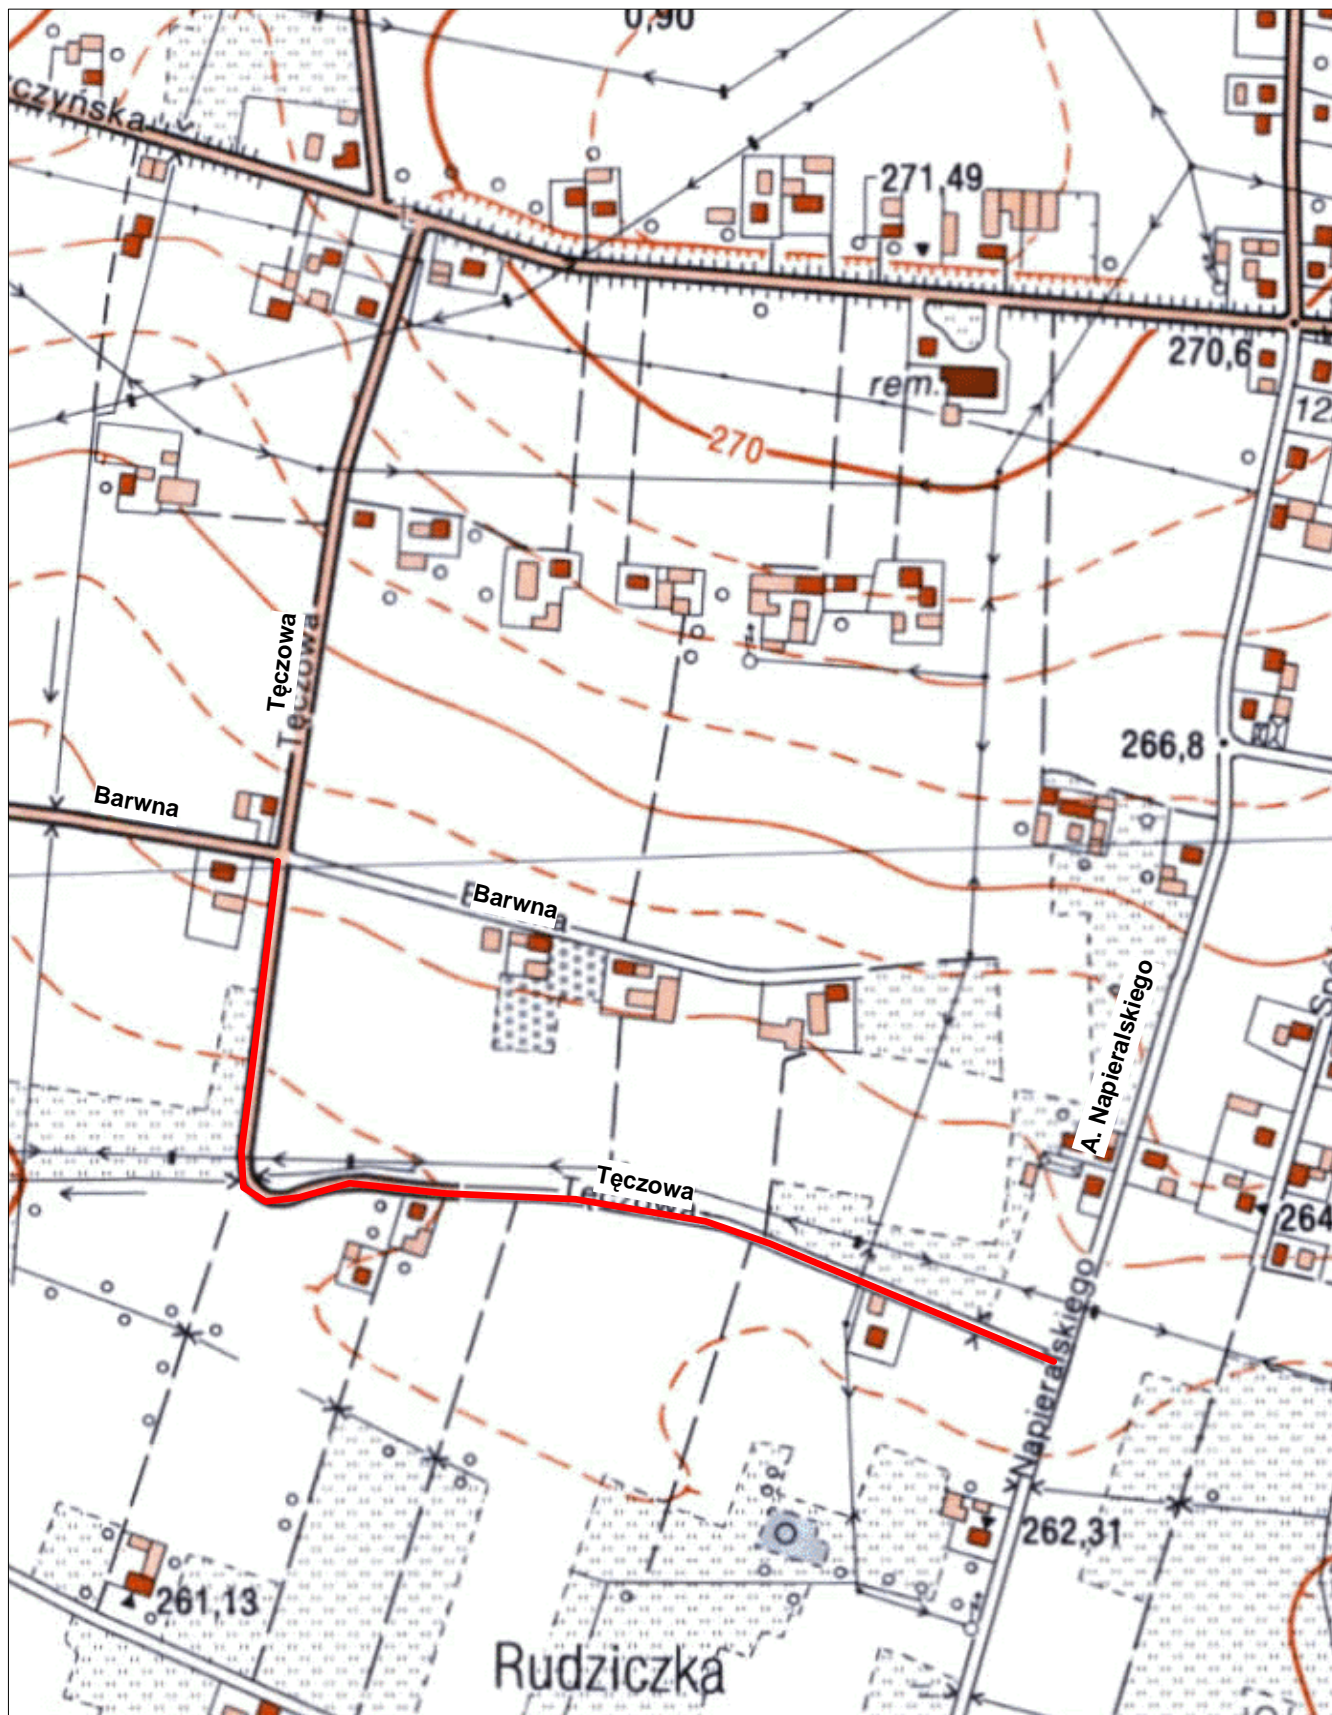 0,90
czyńska
271,49
270,6
rem.
12
270
Tęczowa
Tęczowa
266,8
Barwna
Barwna
A. Napieralskiego
Tęczowa
264
Napieralskiego
262,31
261,13
Rudziczka